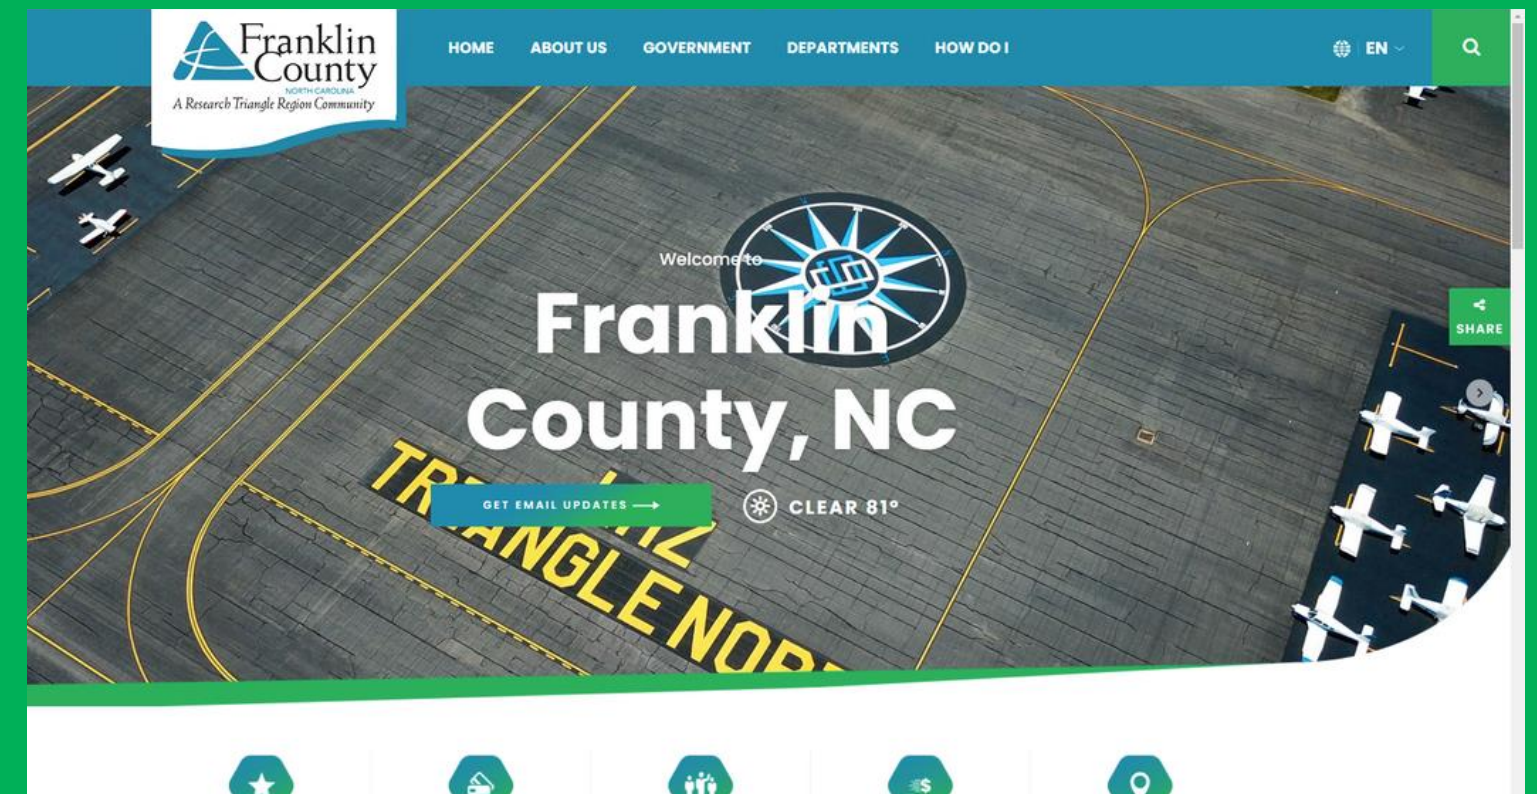 Franklin
County
NORTH CAROLINA
A Research Triangle Region Community
HOME ABOUT US GOVERNMENT DEPARTMENTS HOW DO I
EN
SHARE
Welcome to
Franklin
County, NC
GET EMAIL UPDATES
CLEAR 81°
TRIANGLE NOR